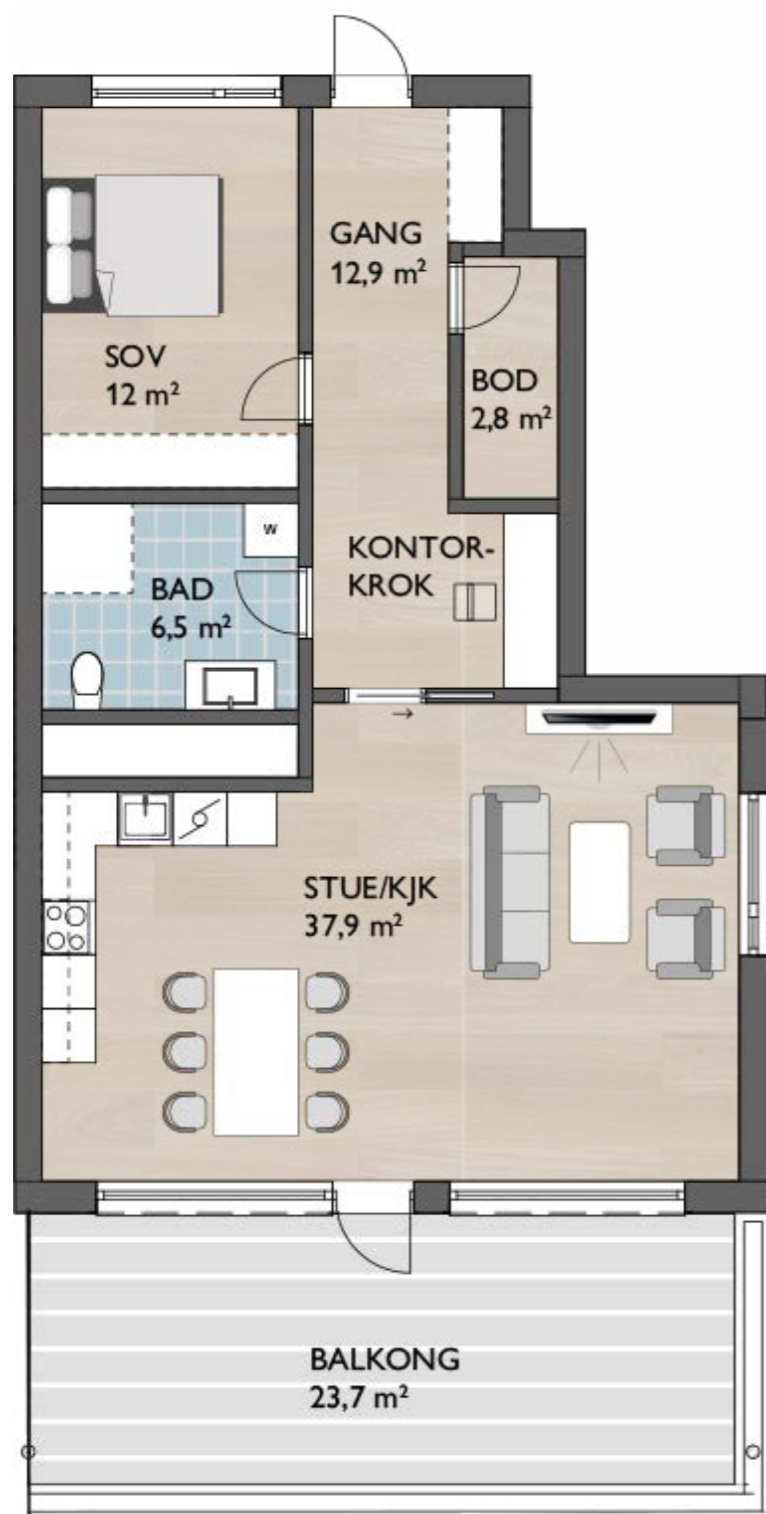 GANG
12,9 m²
SOV
12 m²
BOD
2,8 m²
W
KONTOR-
KROK
BAD
6,5 m²
STUE/KJK
37,9 m²
BALKONG
23,7 m²